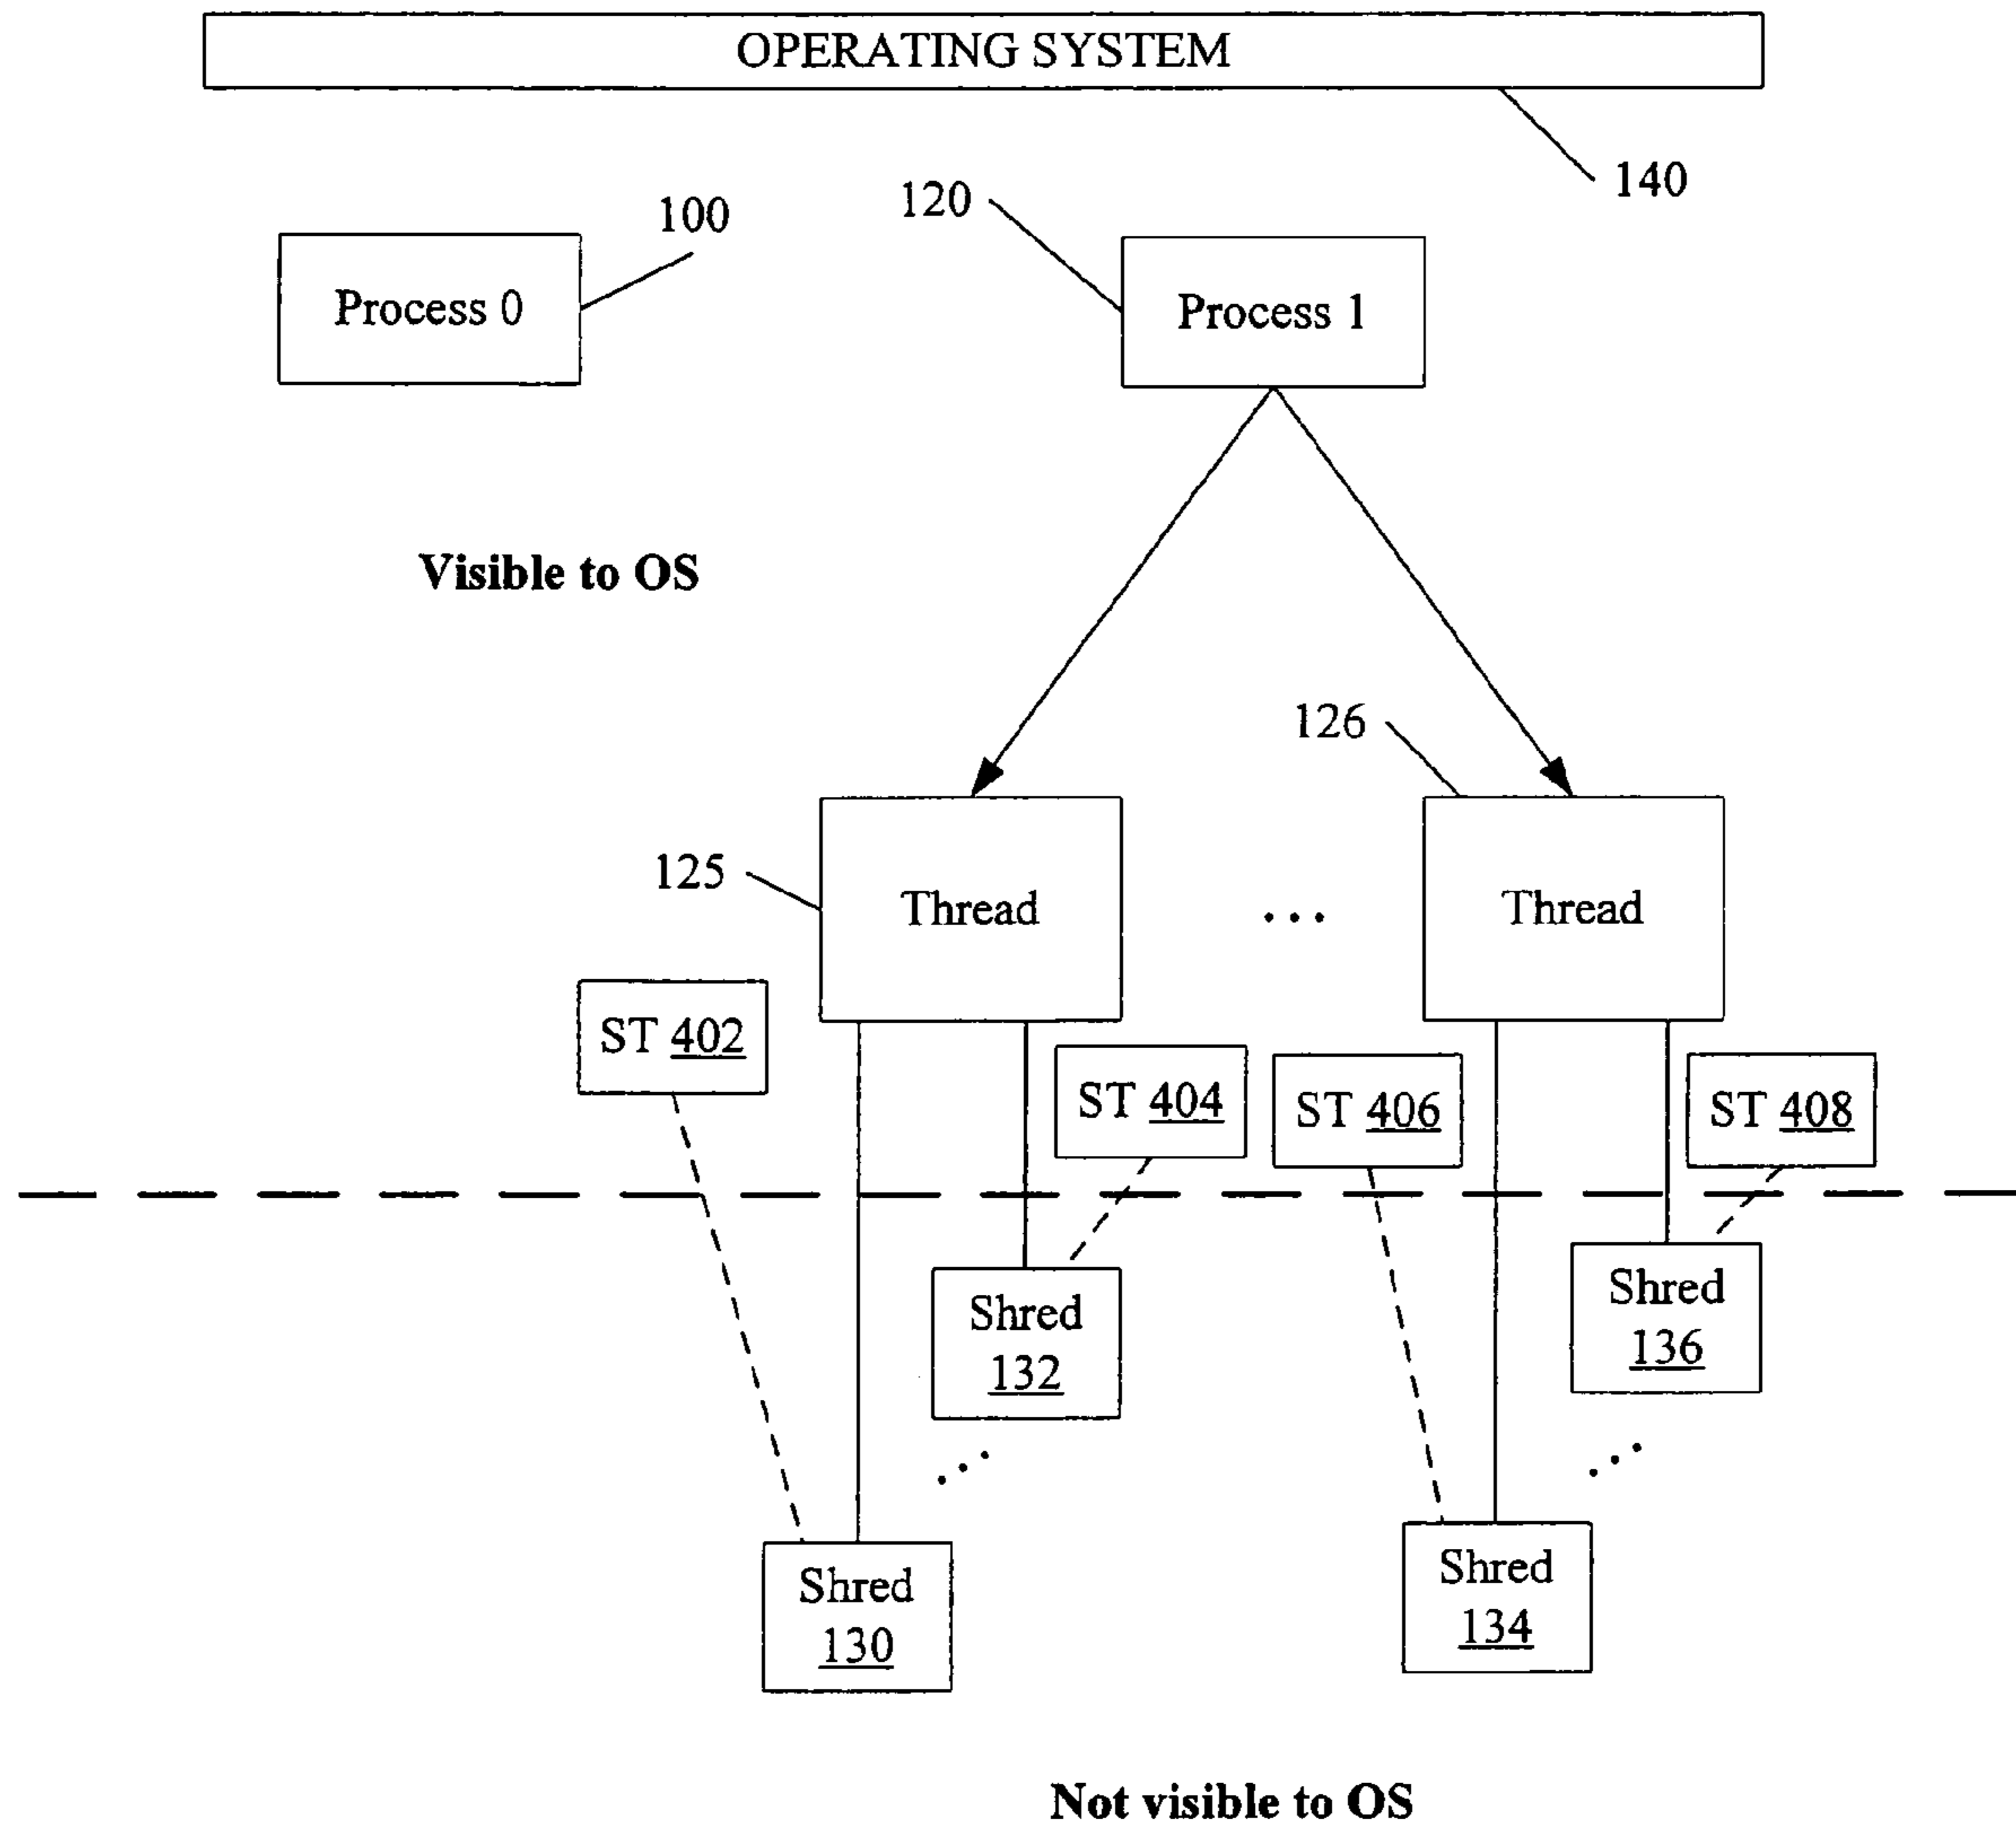 OPERATING SYSTEM
140
100
120
Process 0
Process 1
Visible to OS
126
125
Thread
...
Thread
ST 402
ST 404
ST 406
ST 408
Shred
132
...
Shred
136
...
Shred
130
Shred
134
Not visible to OS